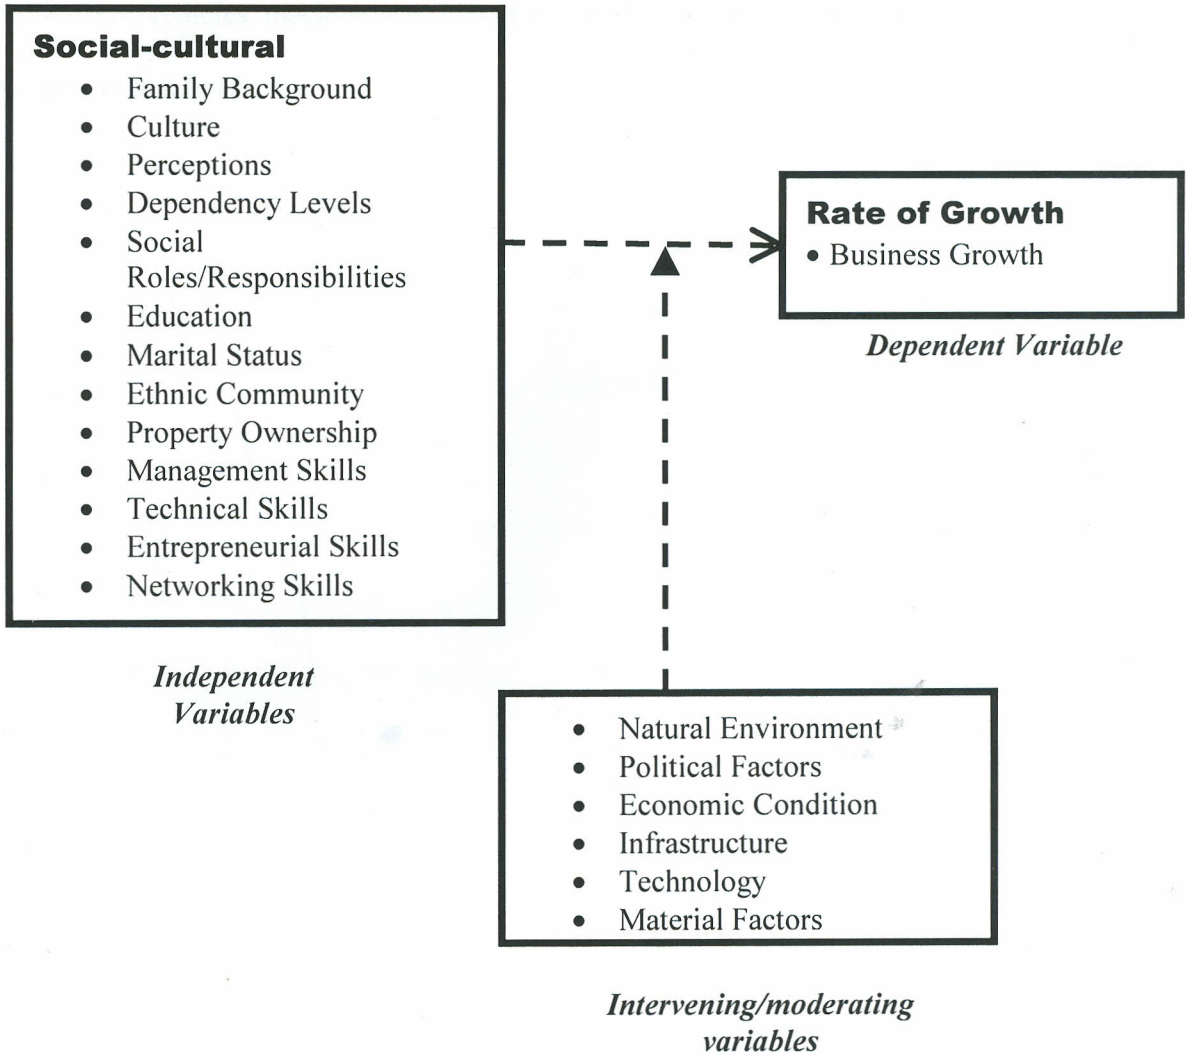 Social-cultural
• Family Background
• Culture
• Perceptions
• Dependency Levels
• Social
Roles/Responsibilities
• Education
• Marital Status
• Ethnic Community
• Property Ownership
• Management Skills
• Technical Skills
• Entrepreneurial Skills
• Networking Skills
Independent
Variables
Rate of Growth
• Business Growth
Dependent Variable
• Natural Environment
• Political Factors
• Economic Condition
• Infrastructure
• Technology
• Material Factors
Intervening/moderating
variables